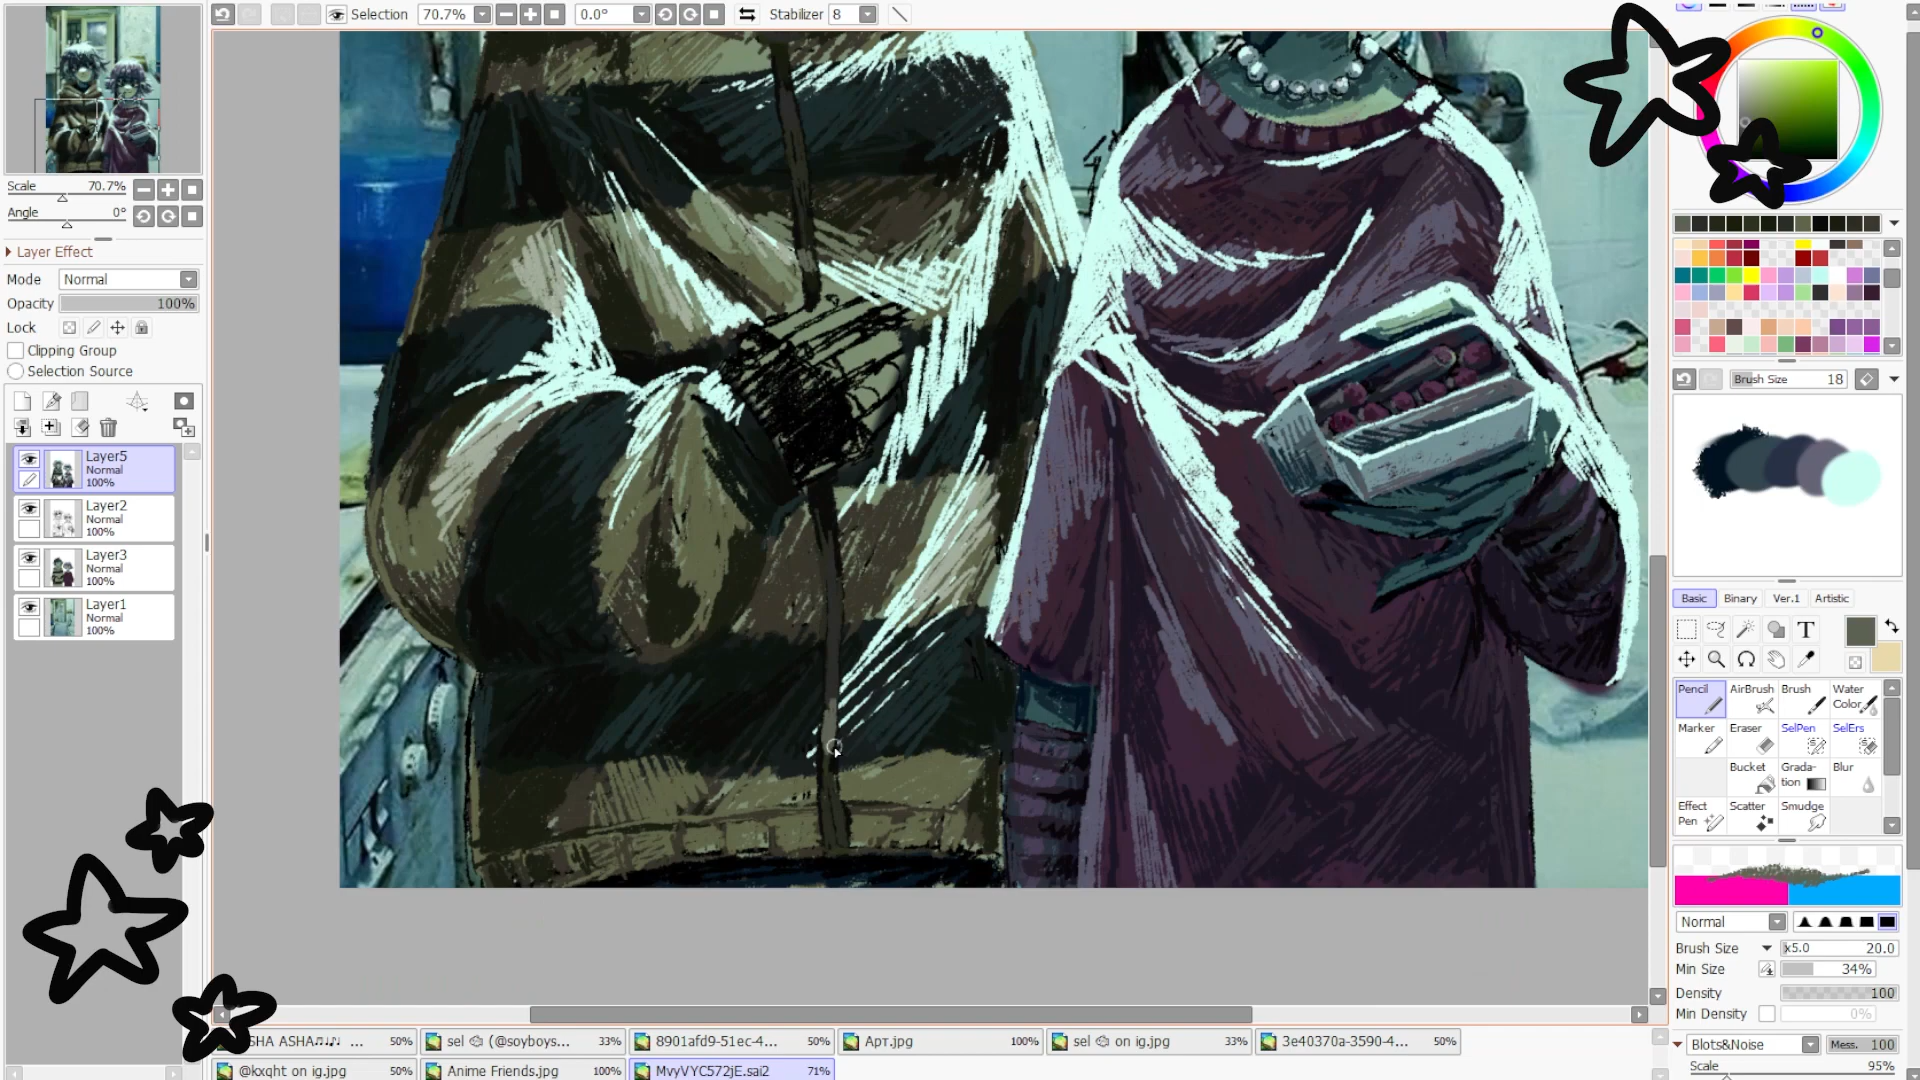 Selection 70.7% 0.0° Stabilizer 8
Scale 70.7%
Angle 0°
Layer Effect
Mode Normal
Opacity 100%
Lock
Clipping Group
Selection Source
Layer5
Normal
100%
Layer2
Normal
100%
Layer3
Normal
100%
Layer1
Normal
100%
Brush Size 18
Basic Binary Ver.1 Artistic
T
Pencil AirBrush Brush Water Color
Marker Eraser SelPen SelErs
Bucket Grada-tion Blur
Effect Pen Scatter Smudge
Normal
Brush Size x5.0 20.0
Min Size 34%
Density 100
Min Density 0%
Blots&Noise Mess. 100
Scale 95%
SHA ASHA♬♩♪ ... 50%
sel (@soyboys... 33%
8901afd9-51ec-4... 50%
Арт.jpg 100%
sel on ig.jpg 33%
3e40370a-3590-4... 50%
@kxqht on ig.jpg 50%
Anime Friends.jpg 100%
MvyVYC572jE.sai2 71%